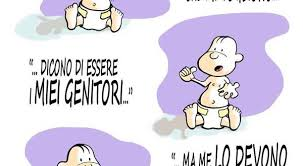 "... DICONO DI ESSERE
I MIEI GENITORI..."
... MA ME LO DEVONO